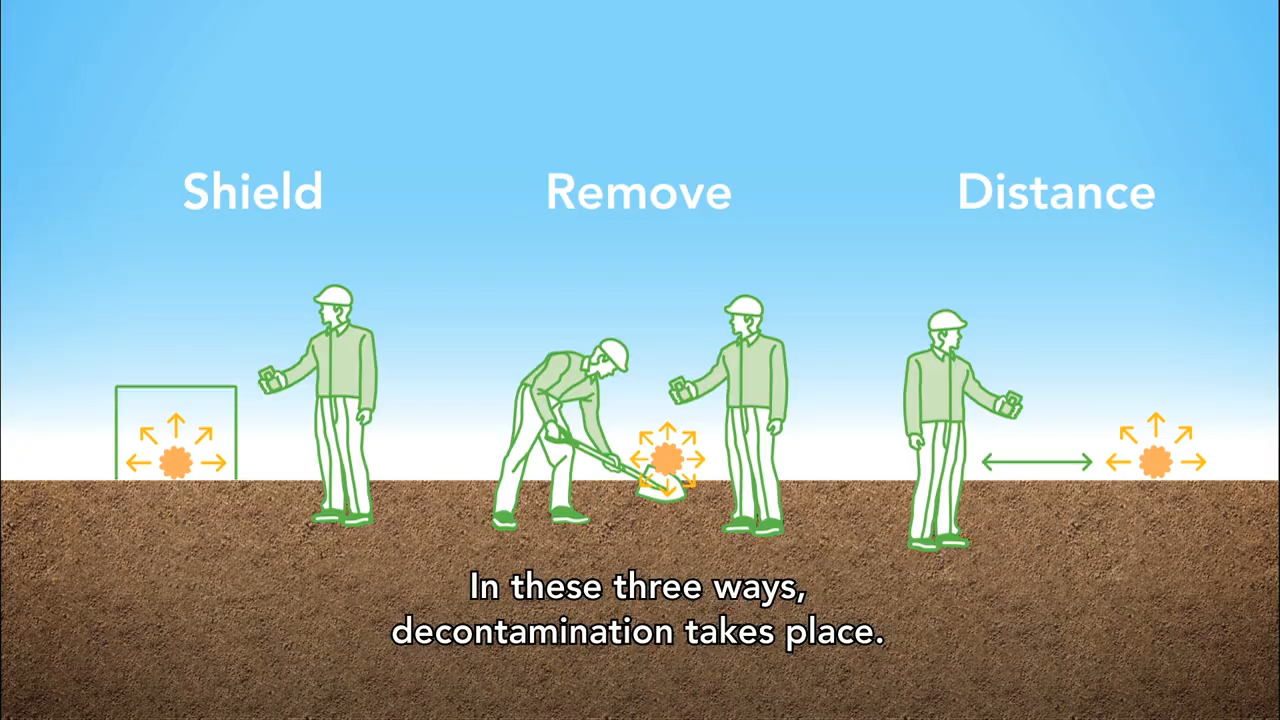 Shield
Remove
Distance
In these three ways,
decontamination takes place.